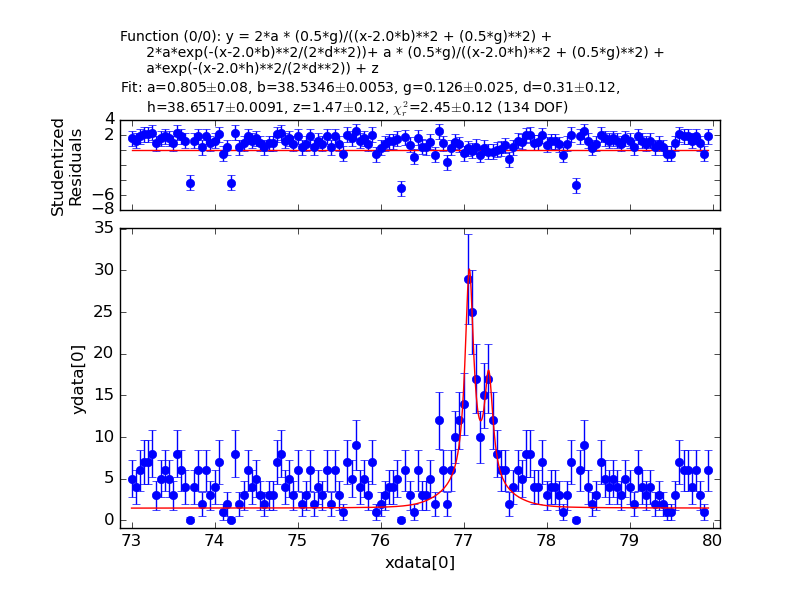 Function (0/0): y = 2*a * (0.5*g)/((x-2.0*b)**2 + (0.5*g)**2) +
2*a*exp(-(x-2.0*b)**2/(2*d**2))+ a * (0.5*g)/((x-2.0*h)**2 + (0.5*g)**2) +
a*exp(-(x-2.0*h)**2/(2*d**2)) + z
Fit: a=0.805±0.08, b=38.5346±0.0053, g=0.126±0.025, d=0.31±0.12,
h=38.6517±0.0091, z=1.47±0.12, χ²ᵣ=2.45±0.12 (134 DOF)
Studentized
Residuals
4
2
−6
−8
ydata[0]
35
30
25
20
15
10
5
0
73 74 75 76 77 78 79 80
xdata[0]